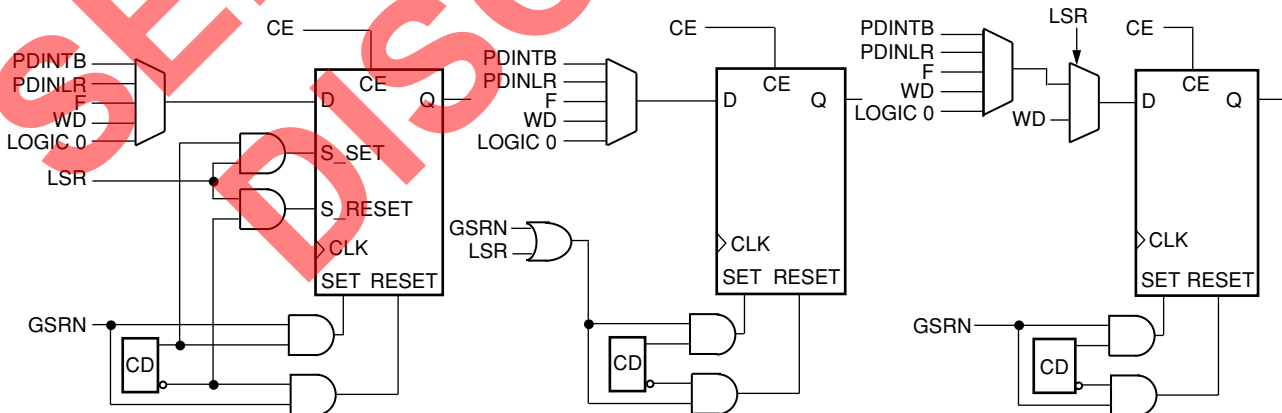 CE
PDINTB
PDINLR
F
WD
LOGIC 0
LSR
CE
D
Q
S_SET
S_RESET
CLK
SET RESET
GSRN
CD
CE
PDINTB
PDINLR
F
WD
LOGIC 0
GSRN
LSR
CE
D
Q
CLK
SET RESET
CD
LSR
CE
PDINTB
PDINLR
F
WD
LOGIC 0
WD
CE
D
Q
CLK
SET RESET
GSRN
CD